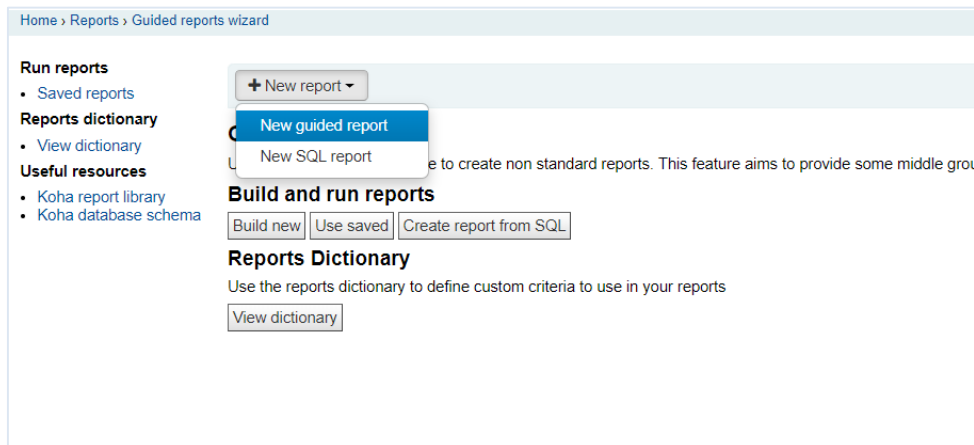 Home › Reports › Guided reports wizard
Run reports
• Saved reports
Reports dictionary
• View dictionary
Useful resources
• Koha report library
• Koha database schema
+ New report
New guided report
New SQL report
to create non standard reports. This feature aims to provide some middle
Build and run reports
Build new Use saved Create report from SQL
Reports Dictionary
Use the reports dictionary to define custom criteria to use in your reports
View dictionary